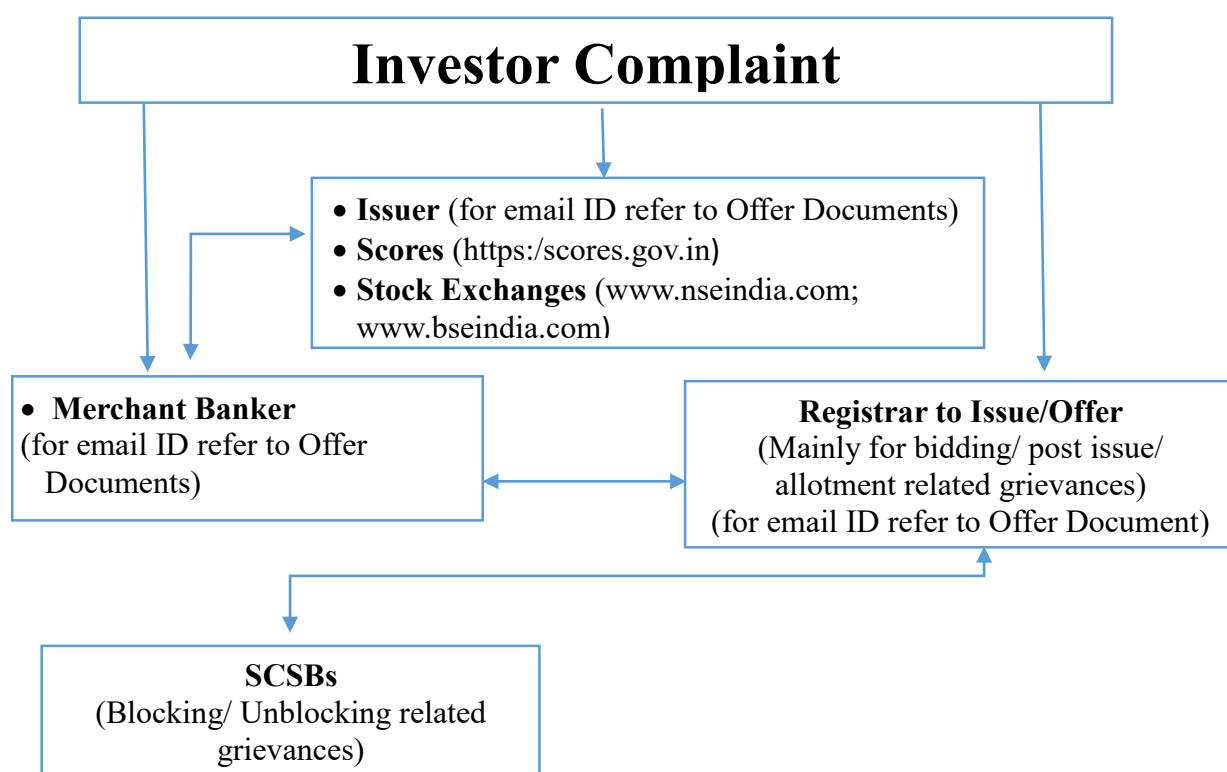 Investor Complaint
• Issuer (for email ID refer to Offer Documents)
• Scores (https:/scores.gov.in)
• Stock Exchanges (www.nseindia.com;
www.bseindia.com)
• Merchant Banker
(for email ID refer to Offer
Documents)
Registrar to Issue/Offer
(Mainly for bidding/ post issue/
allotment related grievances)
(for email ID refer to Offer Document)
SCSBs
(Blocking/ Unblocking related
grievances)